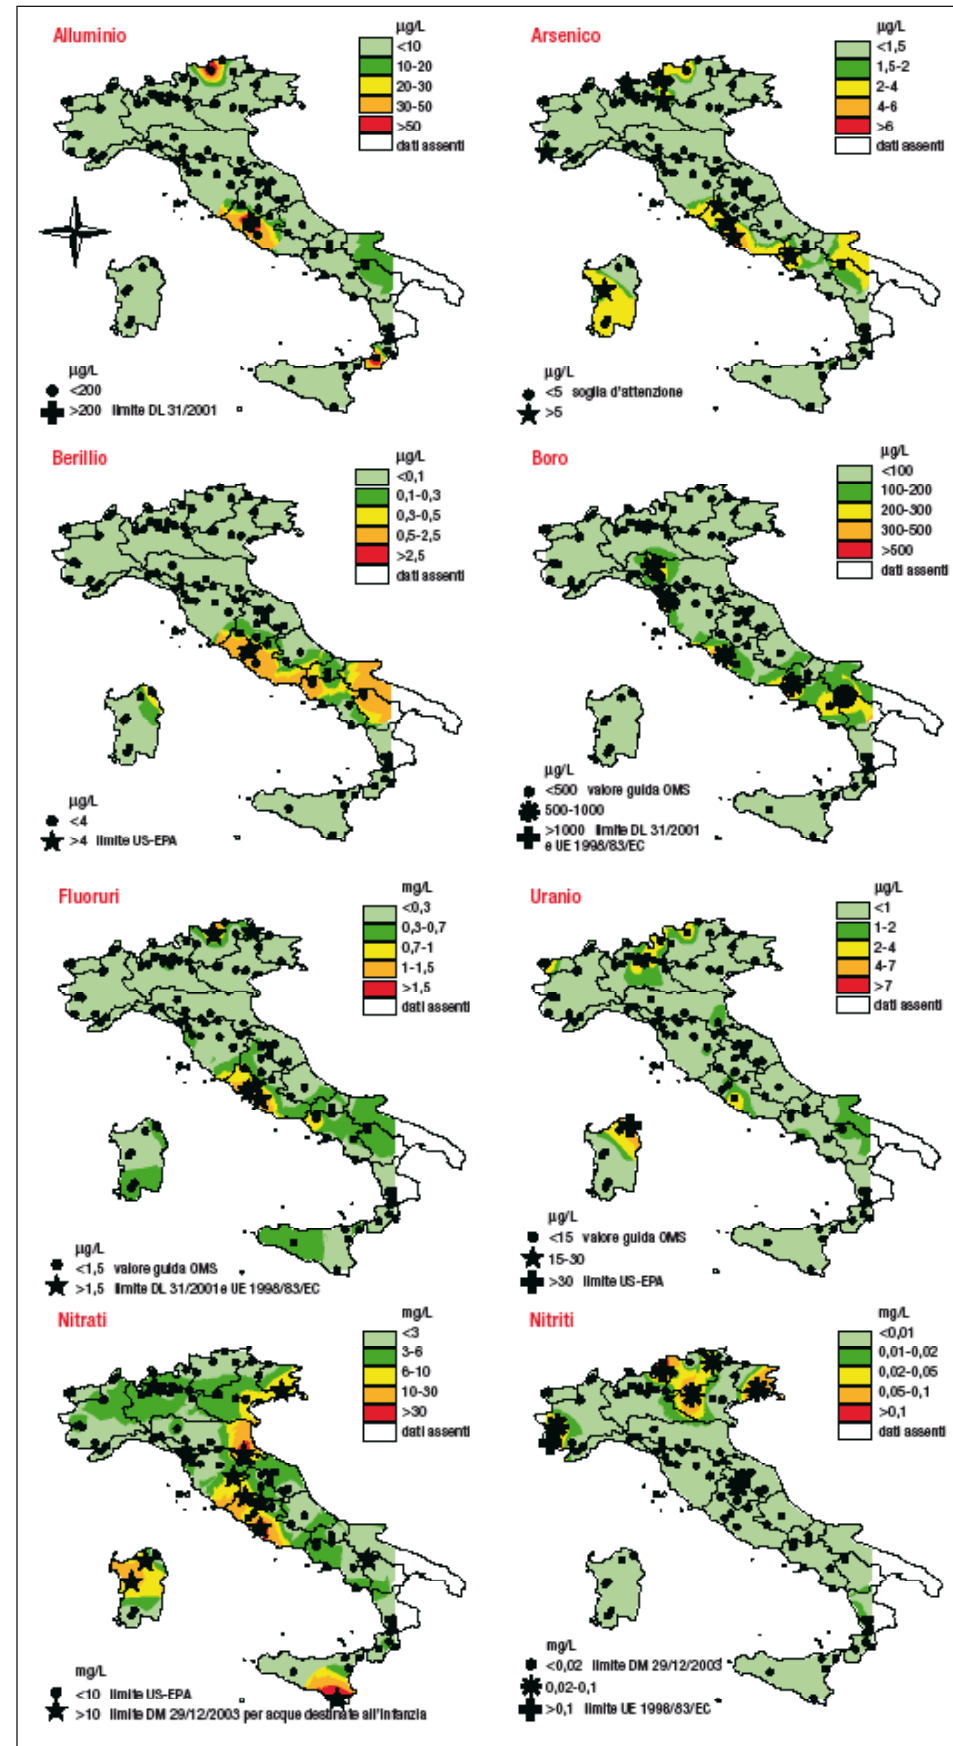 Alluminio
µg/L
<10
10-20
20-30
30-50
>50
dati assenti
µg/L
<200
>200 limite DL 31/2001
Arsenico
µg/L
<1,5
1,5-2
2-4
4-6
>6
dati assenti
µg/L
<5 soglia d'attenzione
>5
Berillio
µg/L
<0,1
0,1-0,3
0,3-0,5
0,5-2,5
>2,5
dati assenti
µg/L
<4
>4 limite US-EPA
Boro
µg/L
<100
100-200
200-300
300-500
>500
dati assenti
µg/L
<500 valore guida OMS
500-1000
>1000 limite DL 31/2001
e UE 1998/83/EC
Fluoruri
mg/L
<0,3
0,3-0,7
0,7-1
1-1,5
>1,5
dati assenti
µg/L
<1,5 valore guida OMS
>1,5 limite DL 31/2001 e UE 1998/83/EC
Uranio
µg/L
<1
1-2
2-4
4-7
>7
dati assenti
µg/L
<15 valore guida OMS
15-30
>30 limite US-EPA
Nitrati
mg/L
<3
3-6
6-10
10-30
>30
dati assenti
mg/L
<10 limite US-EPA
>10 limite DM 29/12/2003 per acque destinate all'infanzia
Nitriti
mg/L
<0,01
0,01-0,02
0,02-0,05
0,05-0,1
>0,1
dati assenti
mg/L
<0,02 limite DM 29/12/2003
0,02-0,1
>0,1 limite UE 1998/83/EC